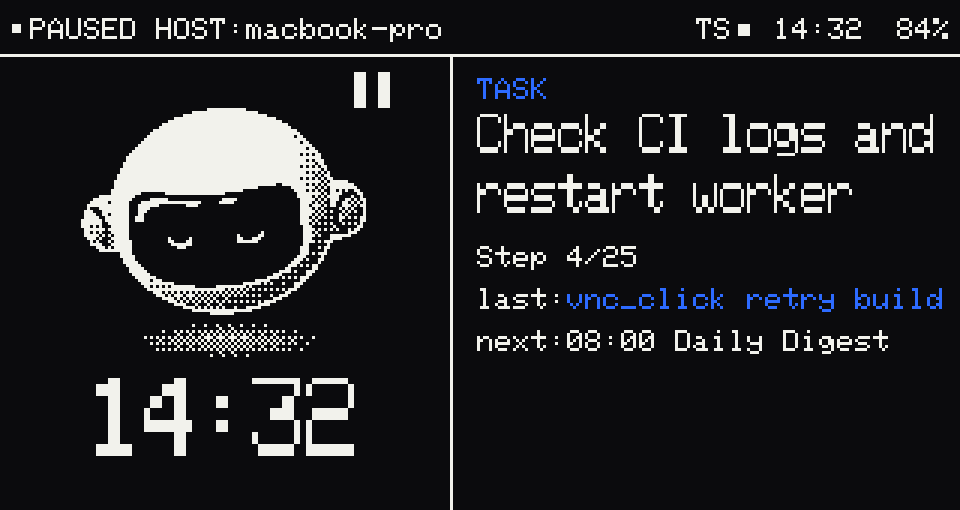 PAUSED HOST:macbook-pro
TS 14:32 84%
TASK
Check CI logs and
restart worker
Step 4/25
last:vnc_click retry build
next:08:00 Daily Digest
14:32